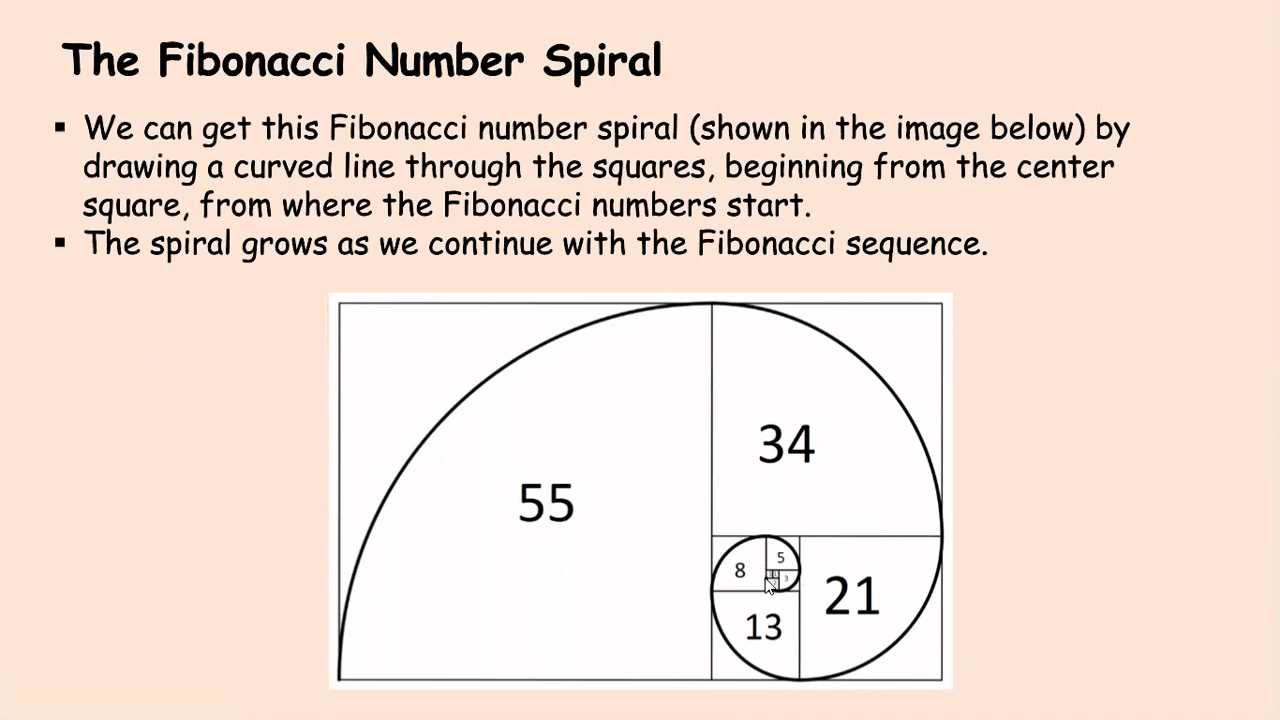 The Fibonacci Number Spiral
▪ We can get this Fibonacci number spiral (shown in the image below) by
drawing a curved line through the squares, beginning from the center
square, from where the Fibonacci numbers start.
▪ The spiral grows as we continue with the Fibonacci sequence.
34
55
5
8
3
21
13